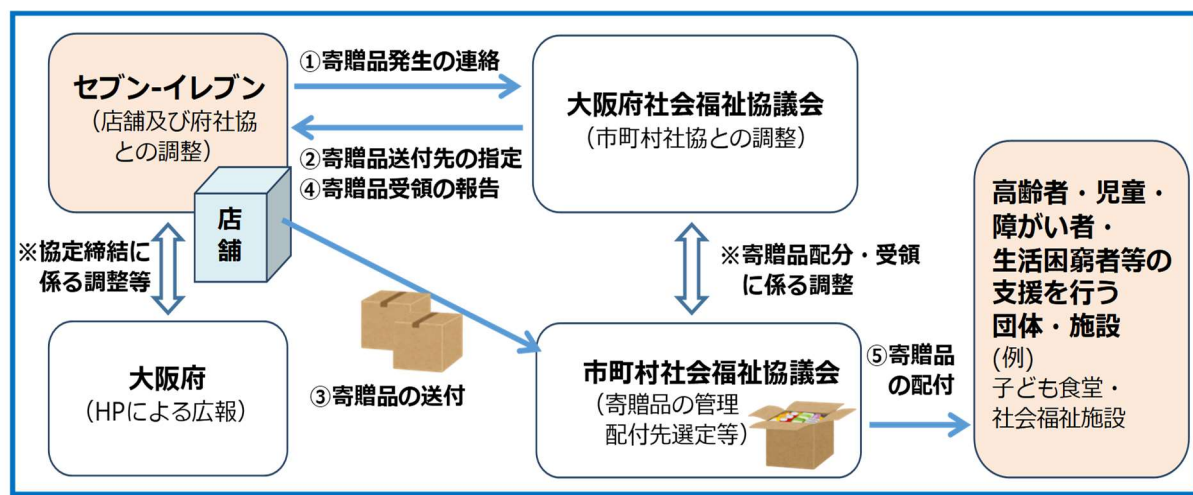 セブン-イレブン
（店舗及び府社協
との調整）
店
舗
①寄贈品発生の連絡
②寄贈品送付先の指定
④寄贈品受領の報告
大阪府社会福祉協議会
（市町村社協との調整）
※協定締結に
係る調整等
大阪府
（HPによる広報）
③寄贈品の送付
※寄贈品配分・受領
に係る調整
市町村社会福祉協議会
（寄贈品の管理
配付先選定等）
⑤寄贈品
の配付
高齢者・児童・
障がい者・
生活困窮者等の
支援を行う
団体・施設
(例)
子ども食堂・
社会福祉施設